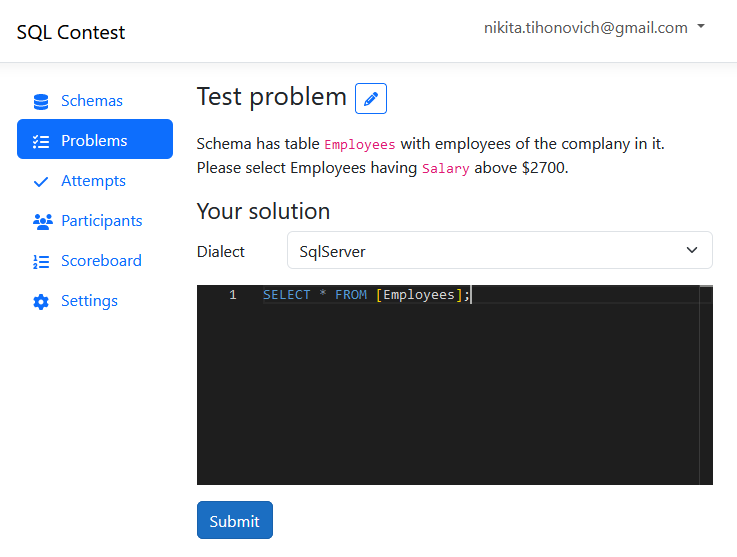 SQL Contest
nikita.tihonovich@gmail.com
Schemas
Problems
Attempts
Participants
Scoreboard
Settings
Test problem
Schema has table Employees with employees of the complany in it.
Please select Employees having Salary above $2700.
Your solution
Dialect
SqlServer
1 SELECT * FROM [Employees];
Submit